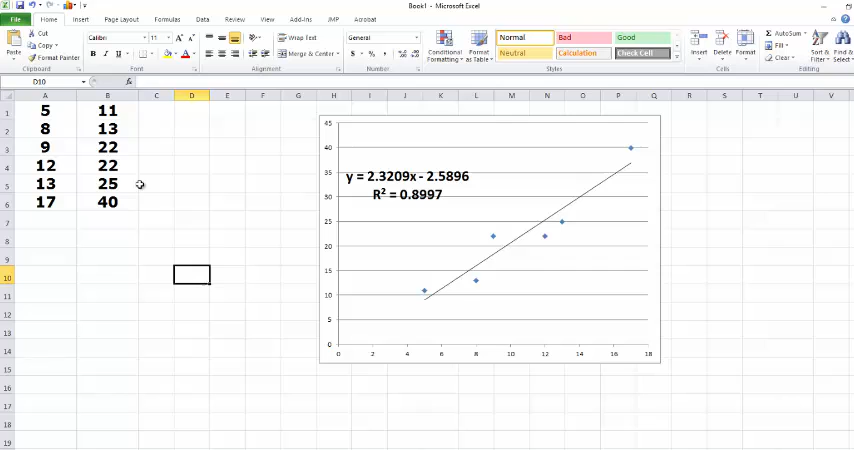 Book1 - Microsoft Excel
File Home Insert Page Layout Formulas Data Review View Add-Ins JMP Acrobat
Paste
Cut
Copy
Format Painter
Clipboard
Calibri 11
B I U
Font
Wrap Text
Merge & Center
Alignment
General
$ % ,
Number
Conditional Formatting
Format as Table
Normal Bad Good
Neutral Calculation Check Cell
Styles
Insert Delete Format
Cells
AutoSum
Fill
Clear
Sort & Filter
Find & Select
Editing
D10 fx
A B C D E F G H I J K L M N O P Q R S T U V
1 5 11
2 8 13
3 9 22
4 12 22
5 13 25
6 17 40
7
8
9
10
11
12
13
14
15
16
17
18
19
45
40
35
30
25
20
15
10
5
0
y = 2.3209x - 2.5896
R² = 0.8997
0 2 4 6 8 10 12 14 16 18